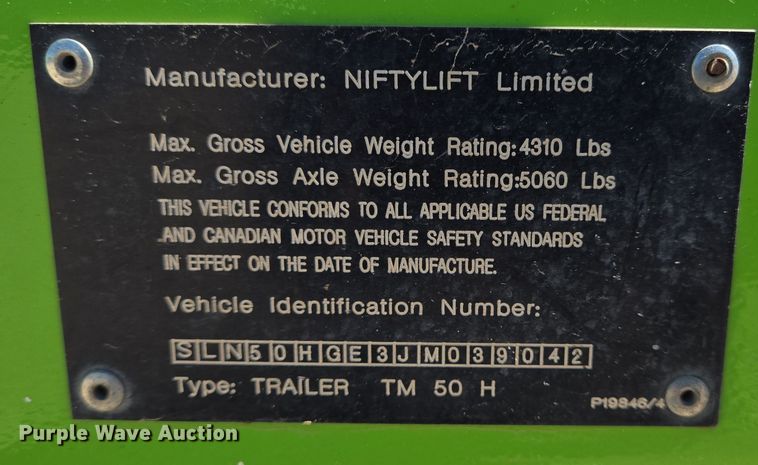 Manufacturer: NIFTYLIFT Limited
Max. Gross Vehicle Weight Rating:4310 Lbs
Max. Gross Axle Weight Rating:5060 Lbs
THIS VEHICLE CONFORMS TO ALL APPLICABLE US FEDERAL
AND CANADIAN MOTOR VEHICLE SAFETY STANDARDS
IN EFFECT ON THE DATE OF MANUFACTURE.
Vehicle Identification Number:
SLN50HGE3JM039042
Type: TRAILER TM 50 H
P19846/4
Purple Wave Auction